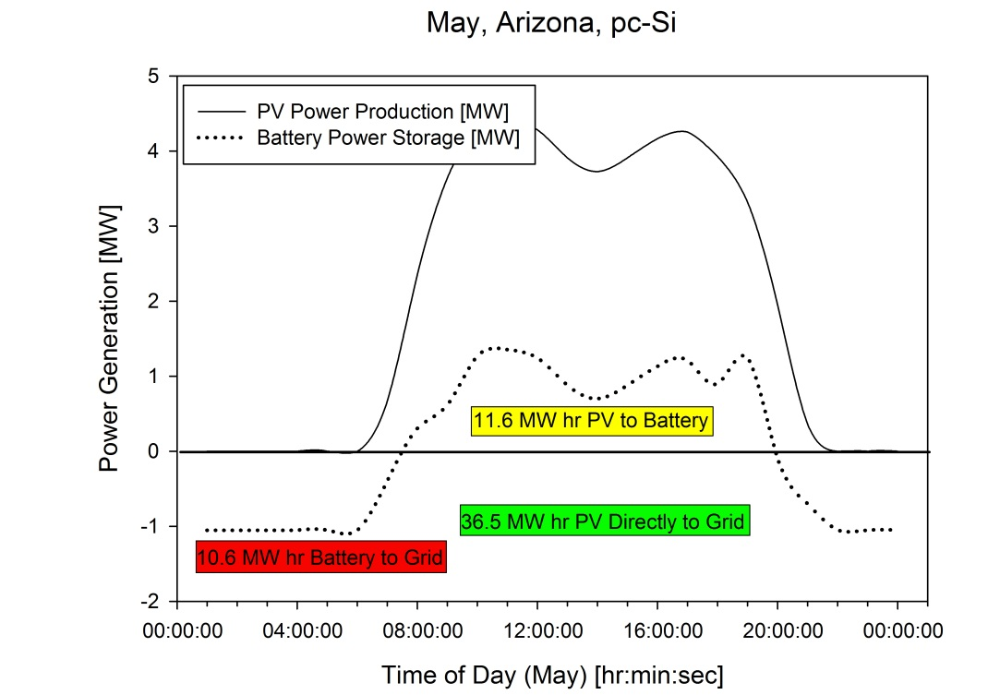 May, Arizona, pc-Si
5
PV Power Production [MW]
Battery Power Storage [MW]
4
3
2
1
0
-1
-2
Power Generation [MW]
11.6 MW hr PV to Battery
36.5 MW hr PV Directly to Grid
10.6 MW hr Battery to Grid
00:00:00 04:00:00 08:00:00 12:00:00 16:00:00 20:00:00 00:00:00
Time of Day (May) [hr:min:sec]